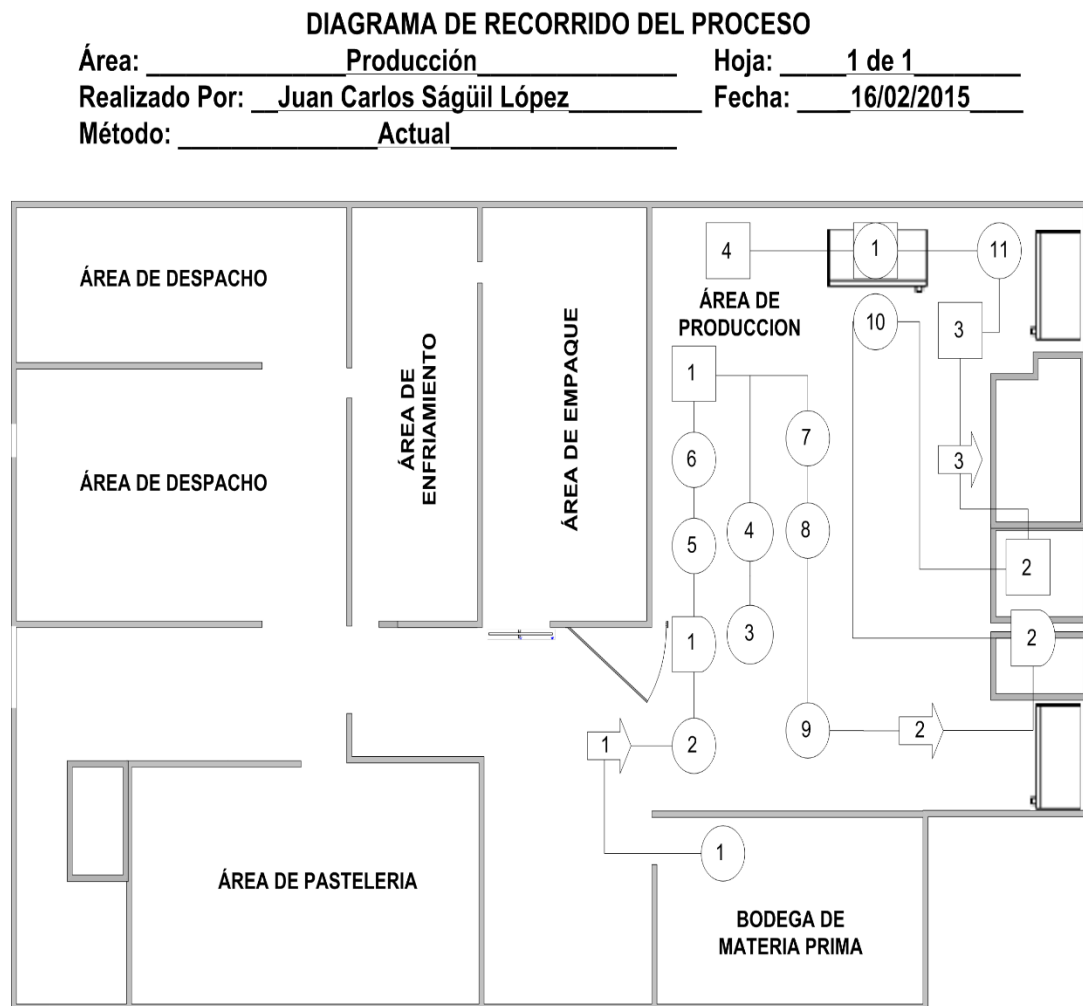 DIAGRAMA DE RECORRIDO DEL PROCESO
Área: Producción Hoja: 1 de 1
Realizado Por: Juan Carlos Ságüil López Fecha: 16/02/2015
Método: Actual
ÁREA DE DESPACHO
ÁREA DE DESPACHO
ÁREA DE
ENFRIAMIENTO
ÁREA DE EMPAQUE
4
1
11
ÁREA DE
PRODUCCION
10
3
1
7
6
3
4
8
5
2
1
3
2
1
2
9
2
1
ÁREA DE PASTELERIA
BODEGA DE
MATERIA PRIMA